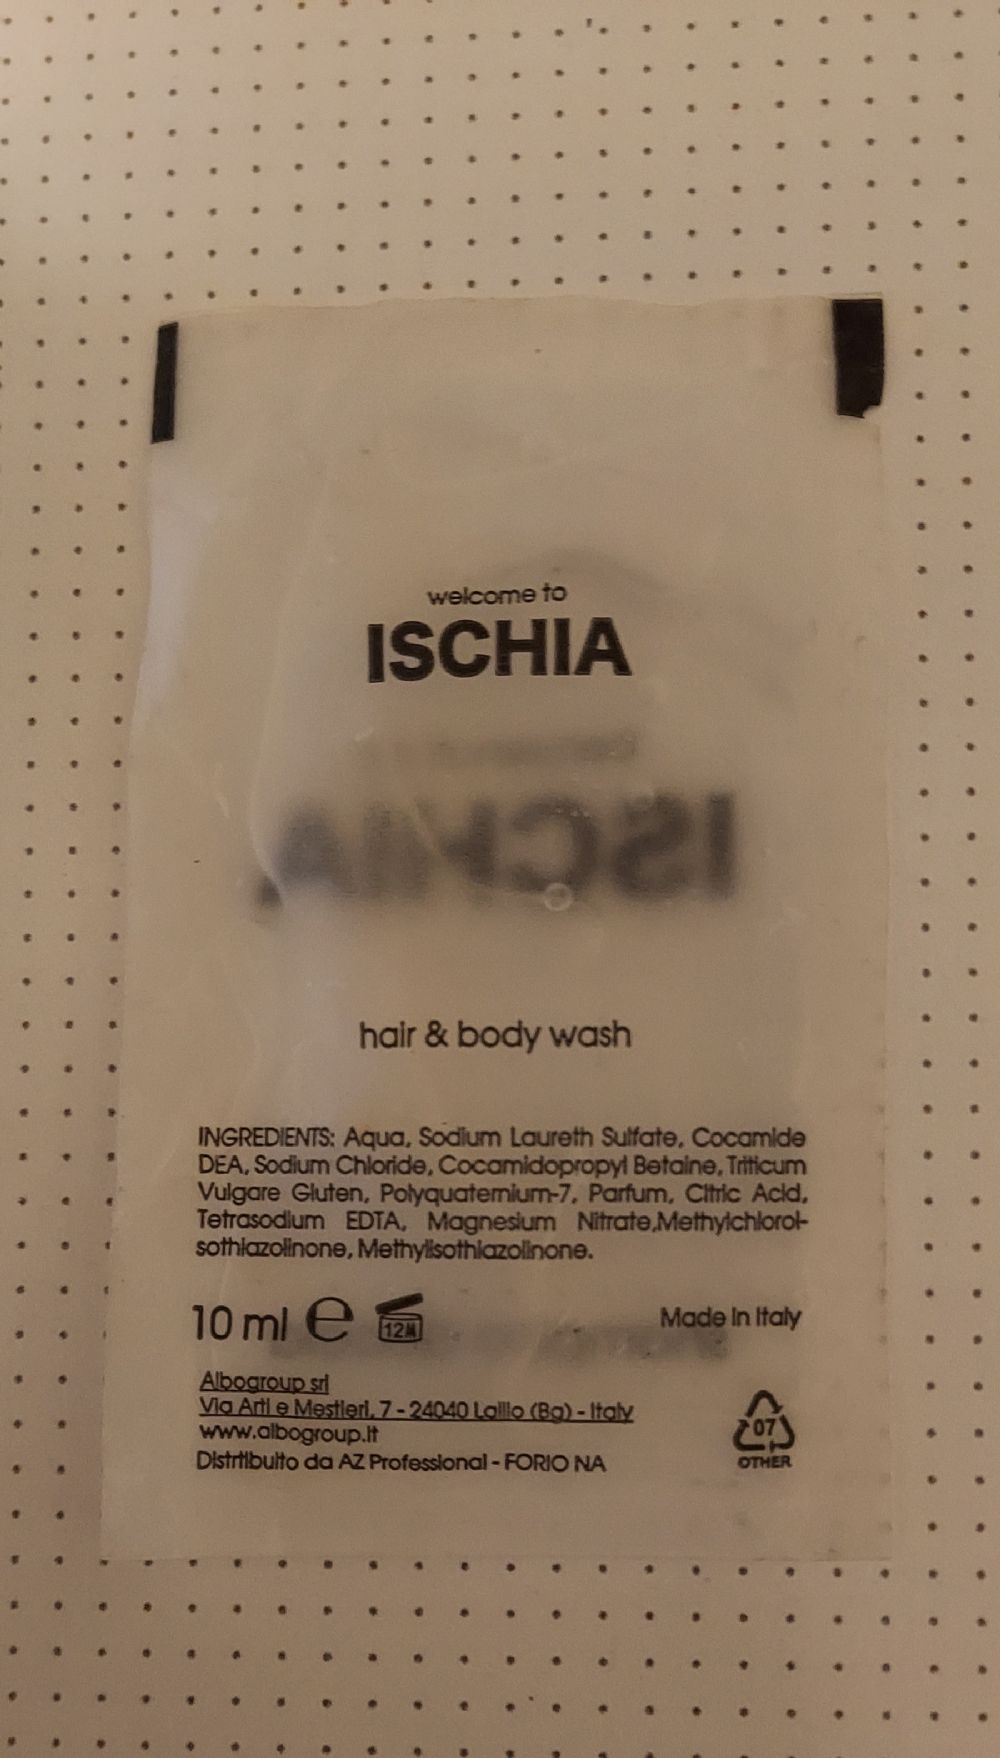 welcome to
ISCHIA
ISCHIA
hair & body wash
INGREDIENTS: Aqua, Sodium Laureth Sulfate, Cocamide
DEA, Sodium Chloride, Cocamidopropyl Betaine, Triticum
Vulgare Gluten, Polyquaternium-7, Parfum, Citric Acid,
Tetrasodium EDTA, Magnesium Nitrate,Methylchloroi-
sothiazolinone, Methylisothiazolinone.
10 ml e 12M Made in Italy
Albogroup srl
Via Arti e Mestieri, 7 - 24040 Lallio (Bg) - Italy
www.albogroup.it
07
Distrtibuito da AZ Professional - FORIO NA
OTHER